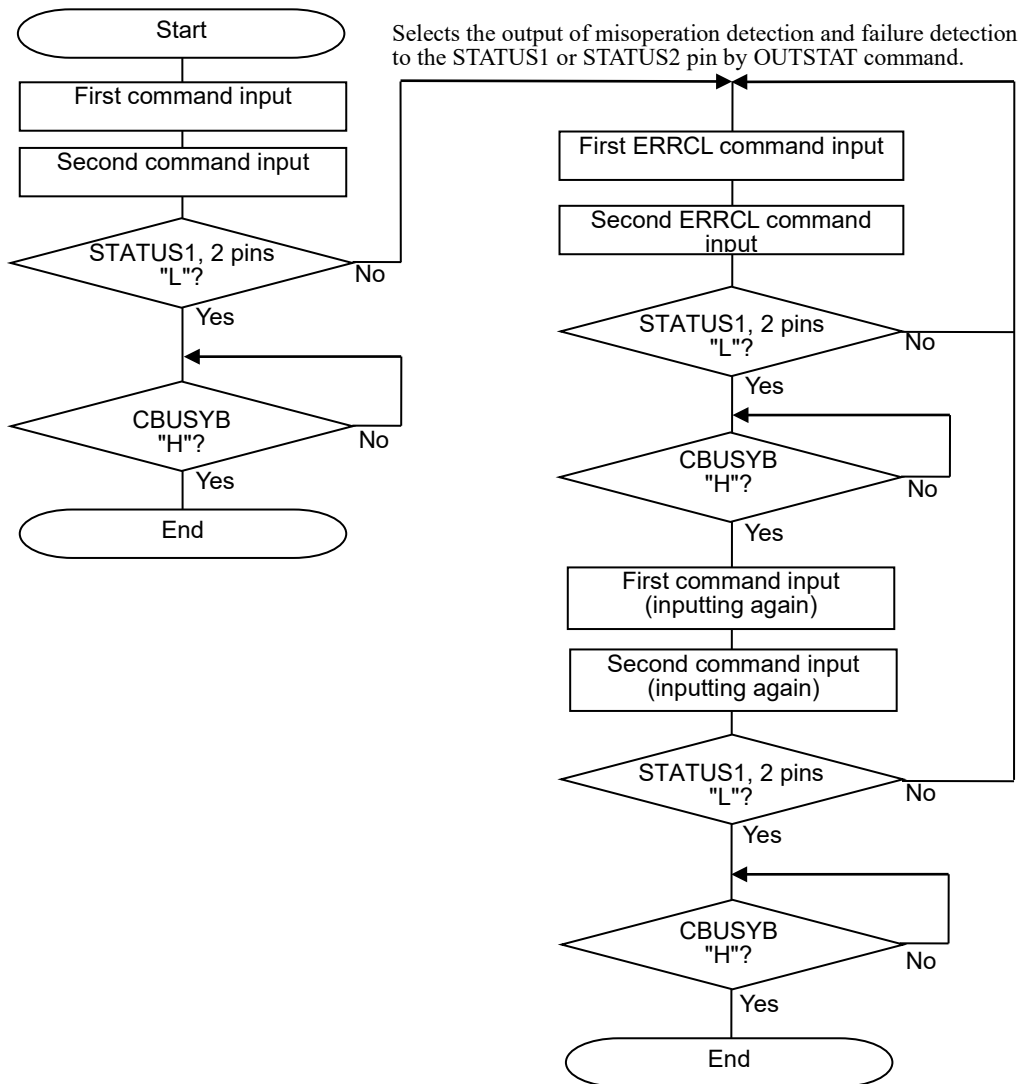 Start
First command input
Second command input
STATUS1, 2 pins
"L"?
No
Yes
CBUSYB
"H"?
No
Yes
End
Selects the output of misoperation detection and failure detection
to the STATUS1 or STATUS2 pin by OUTSTAT command.
First ERRCL command input
Second ERRCL command
input
STATUS1, 2 pins
"L"?
No
Yes
CBUSYB
"H"?
No
Yes
First command input
(inputting again)
Second command input
(inputting again)
STATUS1, 2 pins
"L"?
No
Yes
CBUSYB
"H"?
No
Yes
End